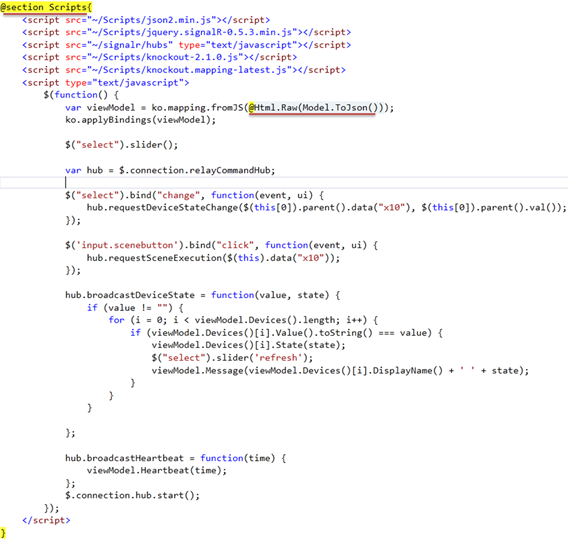 @section Scripts{
<script src="~/Scripts/json2.min.js"></script>
<script src="~/Scripts/jquery.signalR-0.5.3.min.js"></script>
<script src="~/signalr/hubs" type="text/javascript"></script>
<script src="~/Scripts/knockout-2.1.0.js"></script>
<script src="~/Scripts/knockout.mapping-latest.js"></script>
<script type="text/javascript">
$(function() {
var viewModel = ko.mapping.fromJS(@Html.Raw(Model.ToJson()));
ko.applyBindings(viewModel);
$("select").slider();
var hub = $.connection.relayCommandHub;
$("select").bind("change", function(event, ui) {
hub.requestDeviceStateChange($(this[0]).parent().data("x10"), $(this[0]).parent().val());
});
$('input.scenebutton').bind("click", function(event, ui) {
hub.requestSceneExecution($(this).data("x10"));
});
hub.broadcastDeviceState = function(value, state) {
if (value != "") {
for (i = 0; i < viewModel.Devices().length; i++) {
if (viewModel.Devices()[i].Value().toString() === value) {
viewModel.Devices()[i].State(state);
$("select").slider('refresh');
viewModel.Message(viewModel.Devices()[i].DisplayName() + ' ' + state);
}
}
}
};
hub.broadcastHeartbeat = function(time) {
viewModel.Heartbeat(time);
};
$.connection.hub.start();
});
</script>
}